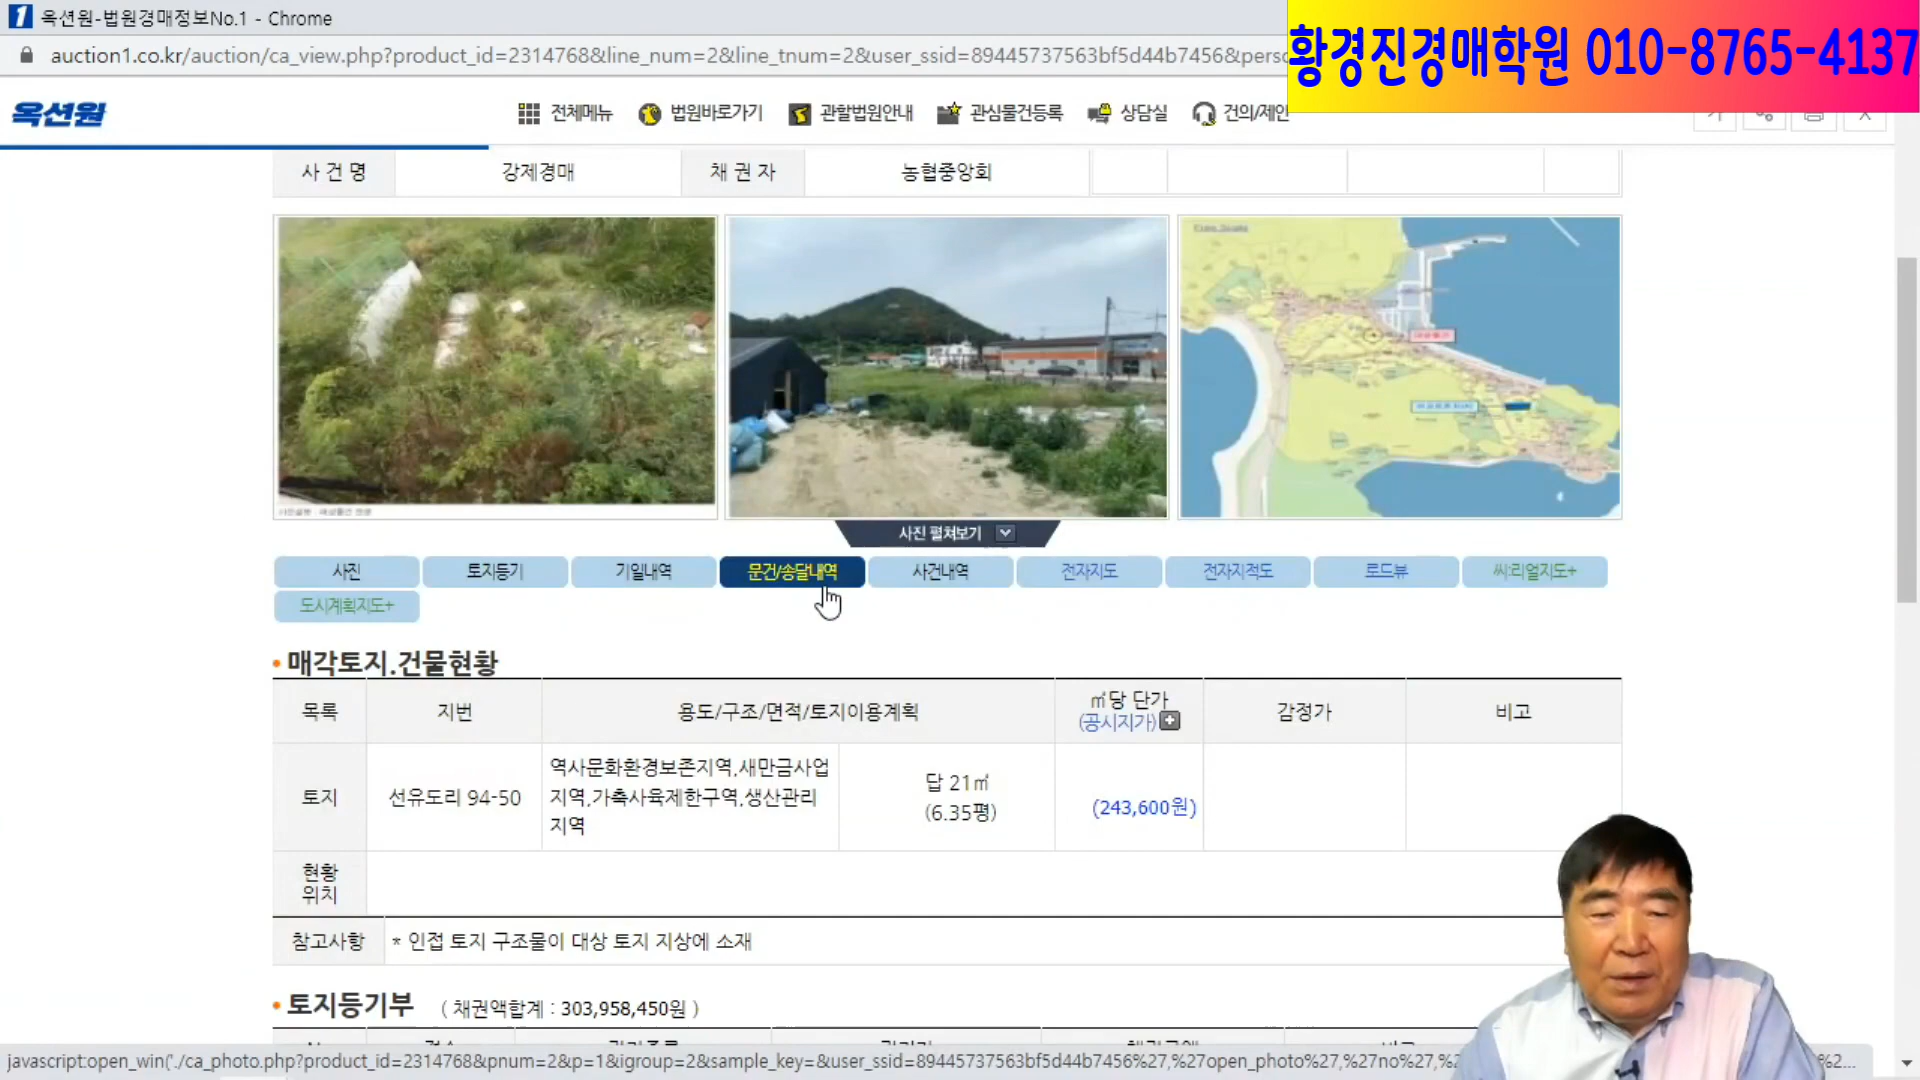 옥션원-법원경매정보No.1 - Chrome
황경진경매학원 010-8765-4137
auction1.co.kr/auction/ca_view.php?product_id=2314768&line_num=2&line_tnum=2&user_ssid=89445737563bf5d44b7456&perso
옥션원
전체메뉴 법원바로가기 관할법원안내 관심물건등록 상담실 건의/제안
사 건 명 강제경매 채 권 자 농협중앙회
사진 펼쳐보기
사진 토지등기 기일내역 문건/송달내역 사건내역 전자지도 전자지적도 로드뷰 씨:리얼지도+
도시계획지도+
• 매각토지.건물현황
목록 지번 용도/구조/면적/토지이용계획 ㎡당 단가 감정가 비고
(공시지가)
토지 선유도리 94-50 역사문화환경보존지역,새만금사업
지역,가축사육제한구역,생산관리
지역
답 21㎡
(6.35평)
(243,600원)
현황
위치
참고사항 * 인접 토지 구조물이 대상 토지 지상에 소재
• 토지등기부 ( 채권액합계 : 303,958,450원 )
javascript:open_win('./ca_photo.php?product_id=2314768&pnum=2&p=1&igroup=2&sample_key=&user_ssid=89445737563bf5d44b7456%27,%27open_photo%27,%27no%27,%2